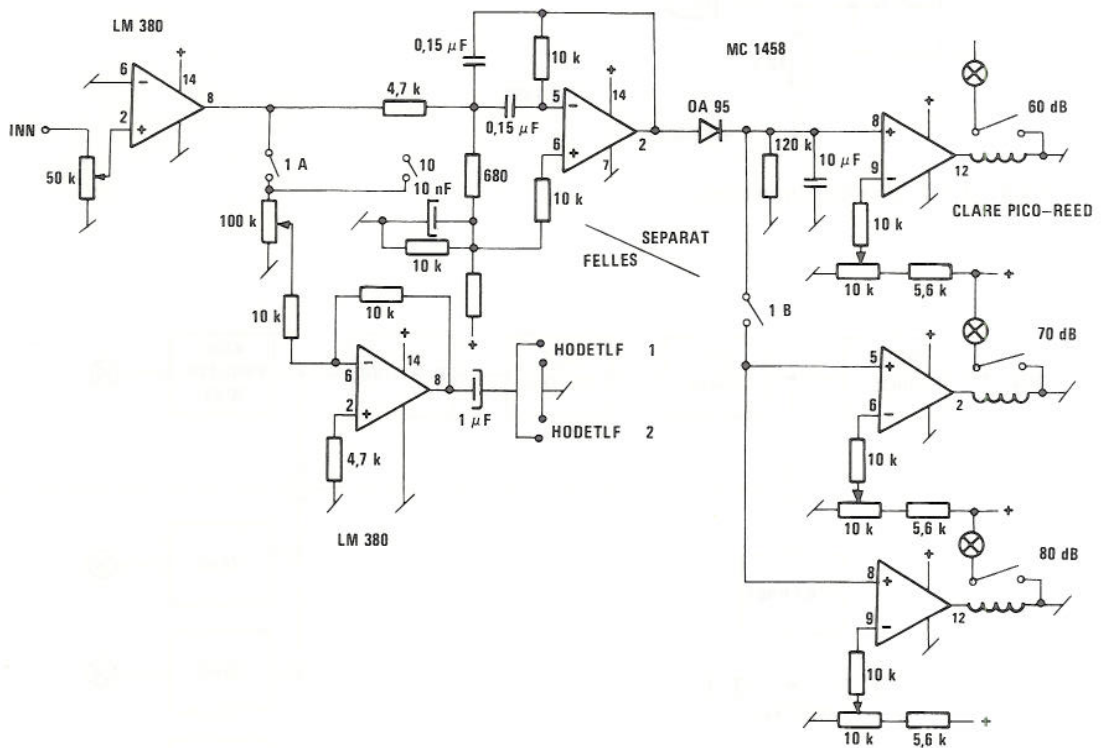 LM 380
6
2
14
8
INN
50 k
1 A
10
100 k
10 nF
10 k
4,7 k
0,15 µF
0,15 µF
10 k
680
10 k
5
6
14
7
2
MC 1458
OA 95
120 k
10 µF
SEPARAT
FELLES
10 k
10 k
6
2
14
8
4,7 k
LM 380
1 µF
HODETLF 1
HODETLF 2
1 B
8
9
12
60 dB
CLARE PICO-REED
10 k
10 k
5,6 k
5
6
2
70 dB
10 k
10 k
5,6 k
8
9
12
80 dB
10 k
10 k
5,6 k